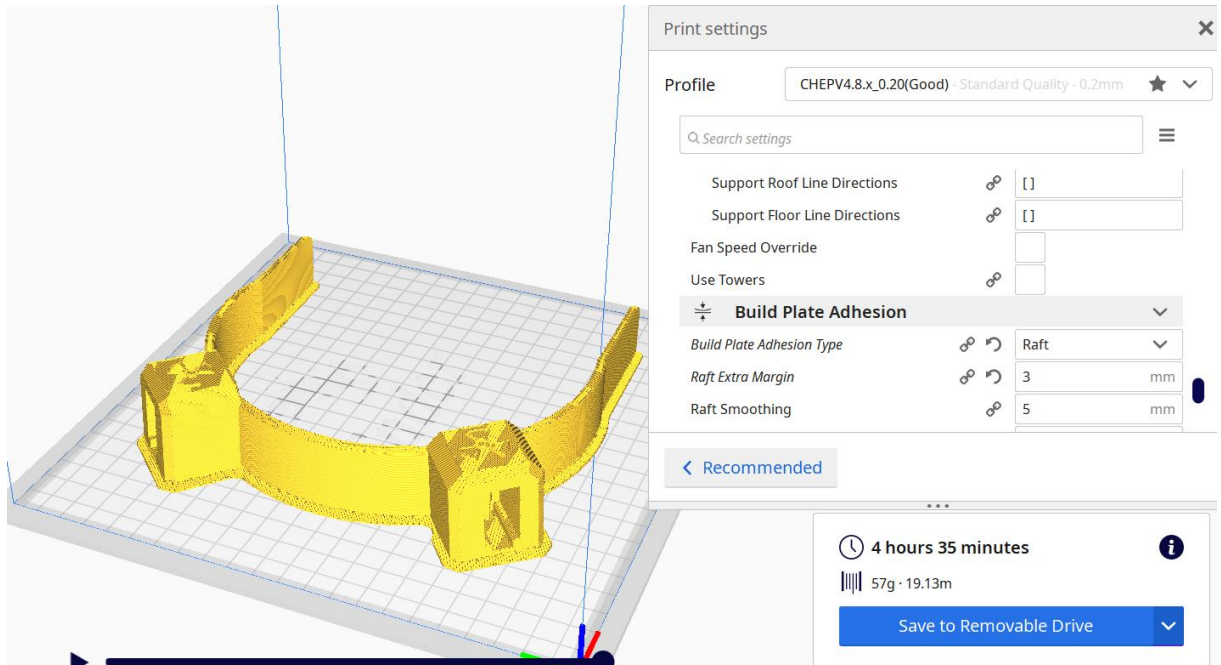 Print settings
Profile
CHEPV4.8.x_0.20(Good) - Standard Quality - 0.2mm
Search settings
Support Roof Line Directions
[ ]
Support Floor Line Directions
[ ]
Fan Speed Override
Use Towers
Build Plate Adhesion
Build Plate Adhesion Type
Raft
Raft Extra Margin
3 mm
Raft Smoothing
5 mm
Recommended
4 hours 35 minutes
57g · 19.13m
Save to Removable Drive